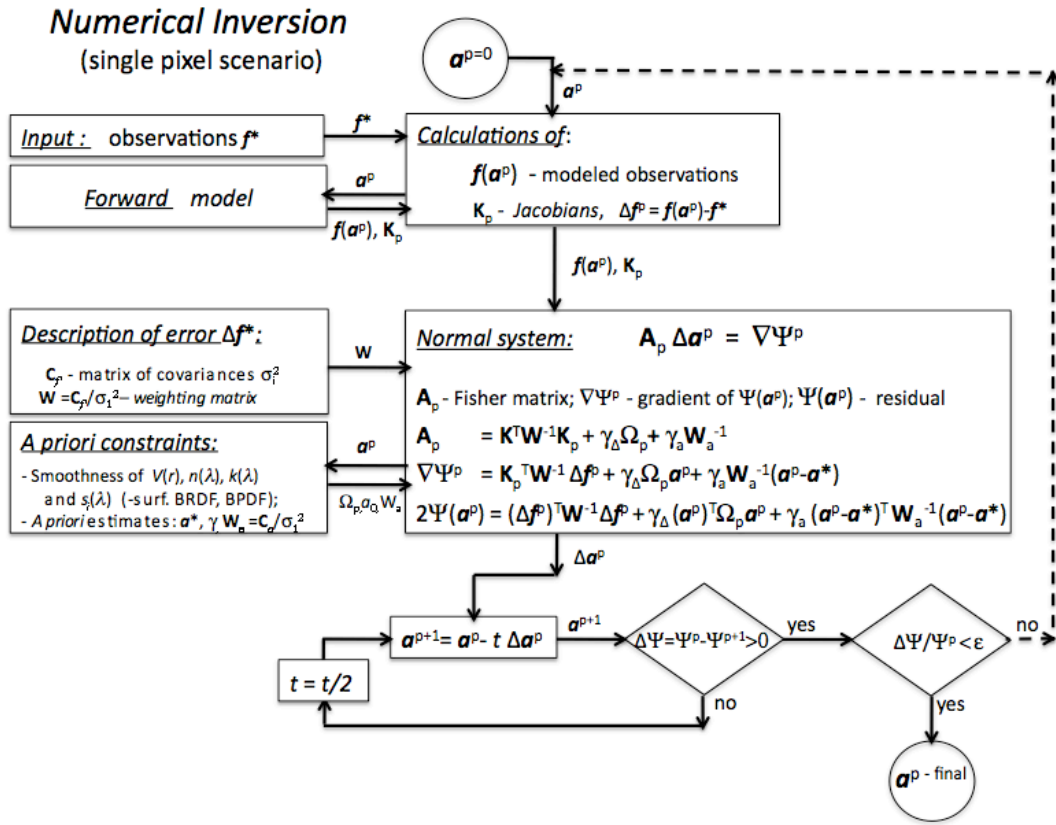 Numerical Inversion
(single pixel scenario)
a^p=0
a^p
Input : observations f*
f*
Calculations of:
f(a^p) - modeled observations
K_p - Jacobians, Δf^p = f(a^p)-f*
Forward model
a^p
f(a^p), K_p
f(a^p), K_p
Description of error Δf*:
C_f* - matrix of covariances σ_i^2
W =C_f*/σ_1^2 – weighting matrix
W
Normal system: A_p Δa^p = ∇Ψ^p
A_p - Fisher matrix; ∇Ψ^p - gradient of Ψ(a^p); Ψ(a^p) - residual
A_p = K^T W^-1 K_p + γ_Δ Ω_p + γ_a W_a^-1
∇Ψ^p = K_p^T W^-1 Δf^p + γ_Δ Ω_p a^p + γ_a W_a^-1 (a^p-a*)
2Ψ(a^p) = (Δf^p)^T W^-1 Δf^p + γ_Δ (a^p)^T Ω_p a^p + γ_a (a^p-a*)^T W_a^-1 (a^p-a*)
A priori constraints:
- Smoothness of V(r), n(λ), k(λ)
and s_i(λ) (-surf. BRDF, BPDF);
- A priori estimates: a*, γ, W_a =C_a/σ_1^2
a^p
Ω_p, a_0, W_a
Δa^p
a^p+1 = a^p - t Δa^p
a^p+1
ΔΨ=Ψ^p-Ψ^p+1>0
yes
ΔΨ/Ψ^p<ε
no
t = t/2
no
yes
a^p - final